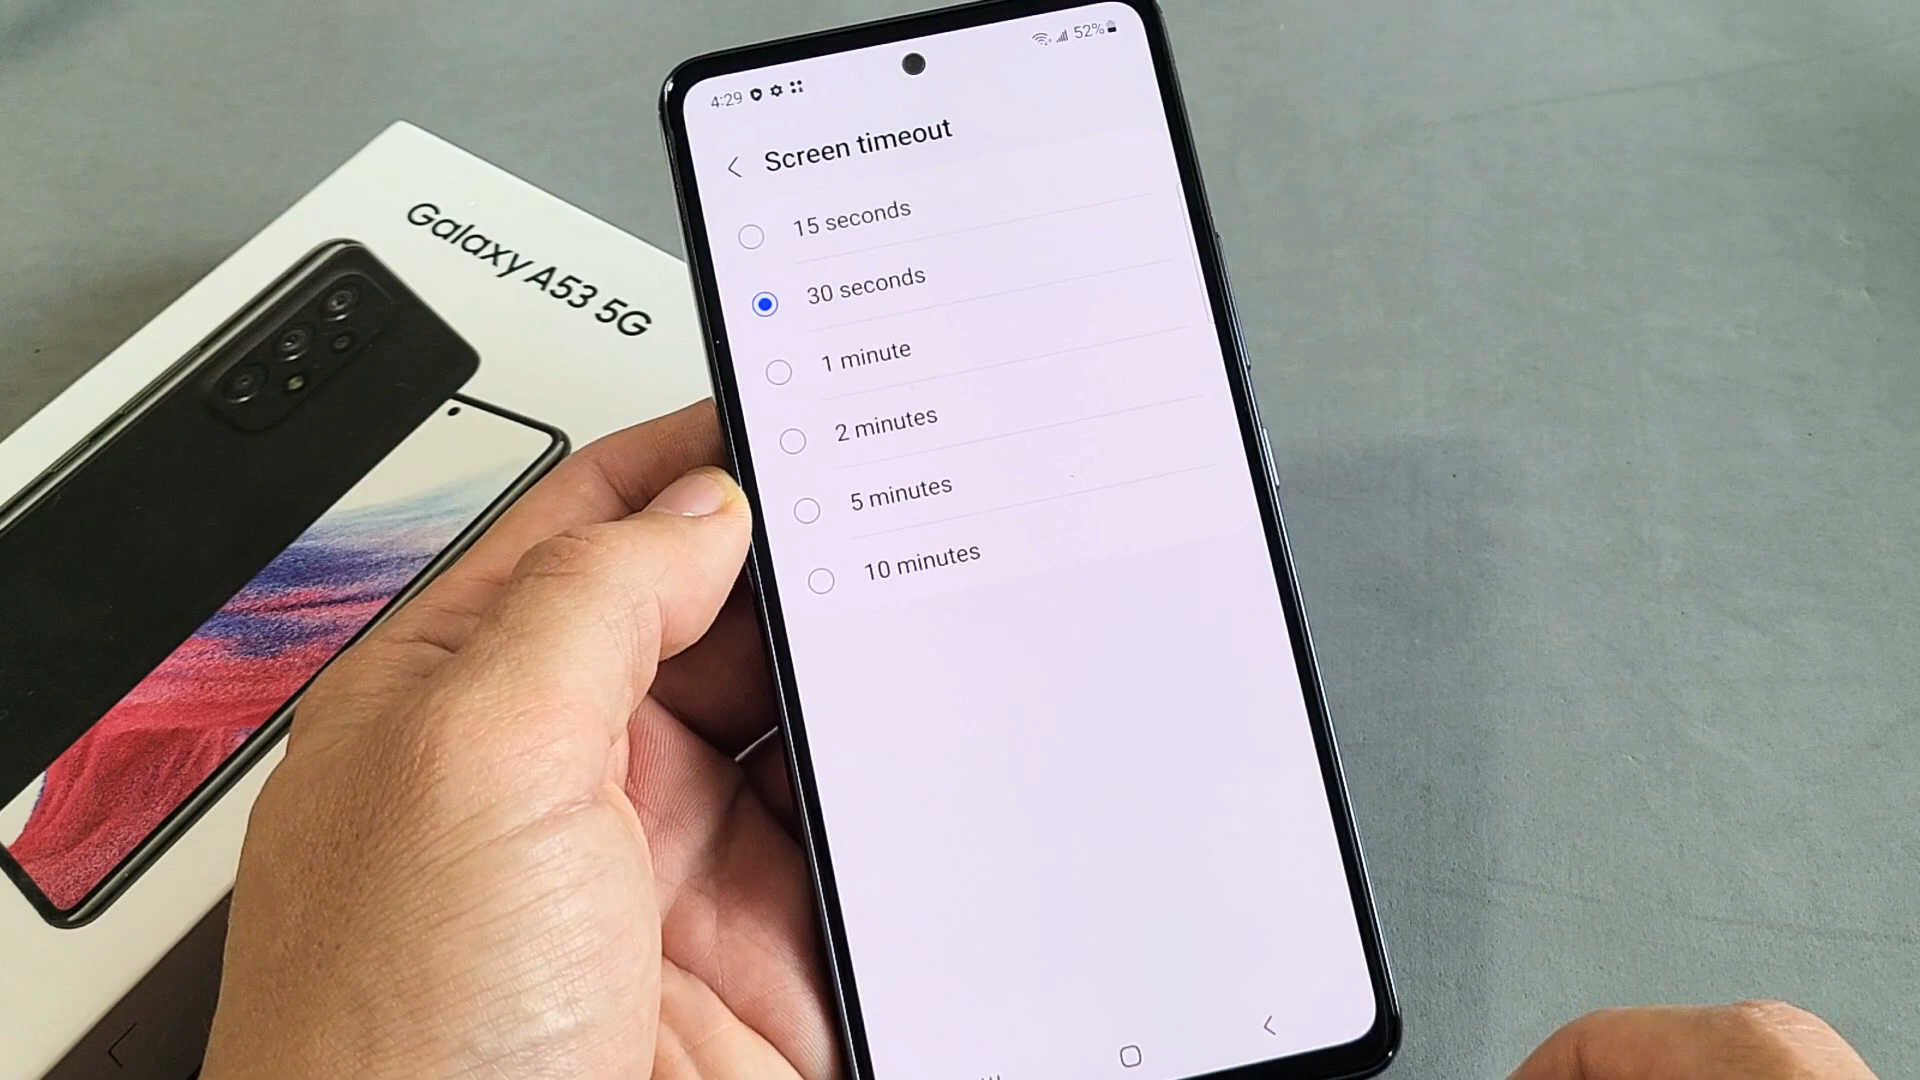 4:29
52%
Screen timeout
15 seconds
30 seconds
1 minute
2 minutes
5 minutes
10 minutes
Galaxy A53 5G